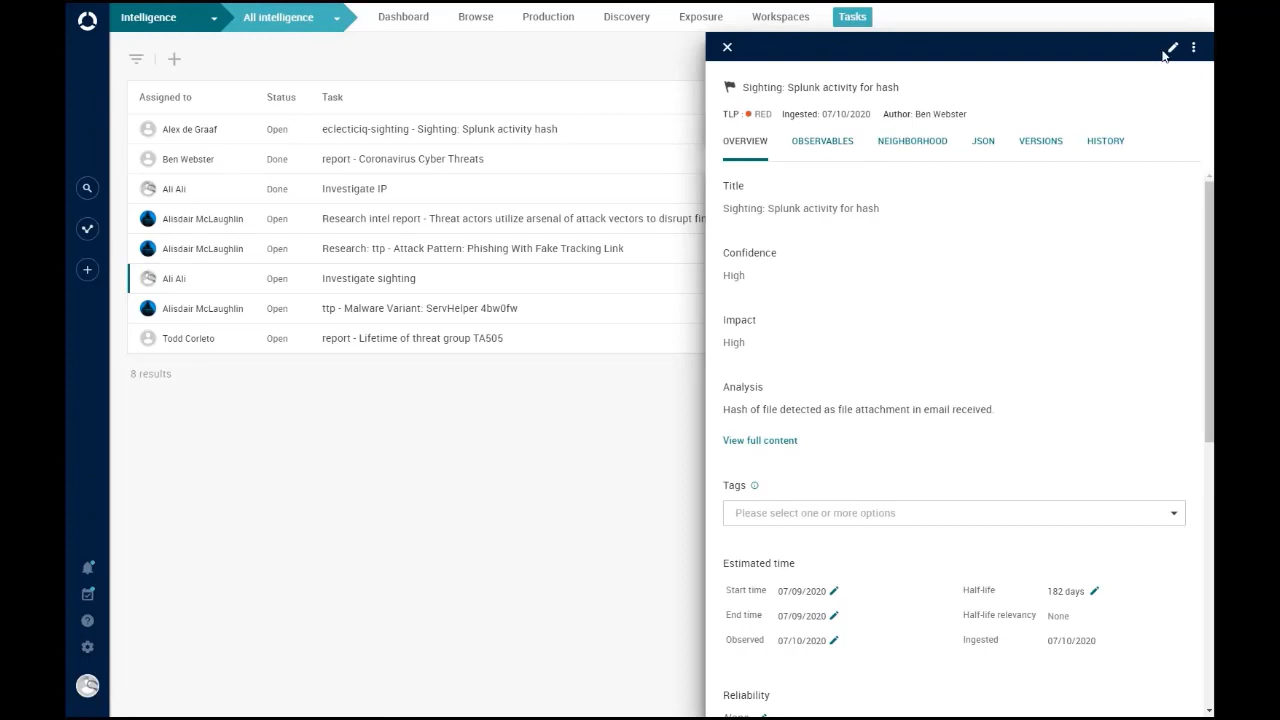 Intelligence
All intelligence
Dashboard
Browse
Production
Discovery
Exposure
Workspaces
Tasks
Assigned to Status Task
Alex de Graaf Open eclecticiq-sighting - Sighting: Splunk activity hash
Ben Webster Done report - Coronavirus Cyber Threats
Ali Ali Done Investigate IP
Alisdair McLaughlin Open Research intel report - Threat actors utilize arsenal of attack vectors to disrupt fin
Alisdair McLaughlin Open Research: ttp - Attack Pattern: Phishing With Fake Tracking Link
Ali Ali Open Investigate sighting
Alisdair McLaughlin Open ttp - Malware Variant: ServHelper 4bw0fw
Todd Corleto Open report - Lifetime of threat group TA505
8 results
Sighting: Splunk activity for hash
TLP : RED Ingested: 07/10/2020 Author: Ben Webster
OVERVIEW OBSERVABLES NEIGHBORHOOD JSON VERSIONS HISTORY
Title
Sighting: Splunk activity for hash
Confidence
High
Impact
High
Analysis
Hash of file detected as file attachment in email received.
View full content
Tags
Please select one or more options
Estimated time
Start time 07/09/2020 Half-life 182 days
End time 07/09/2020 Half-life relevancy None
Observed 07/10/2020 Ingested 07/10/2020
Reliability
None